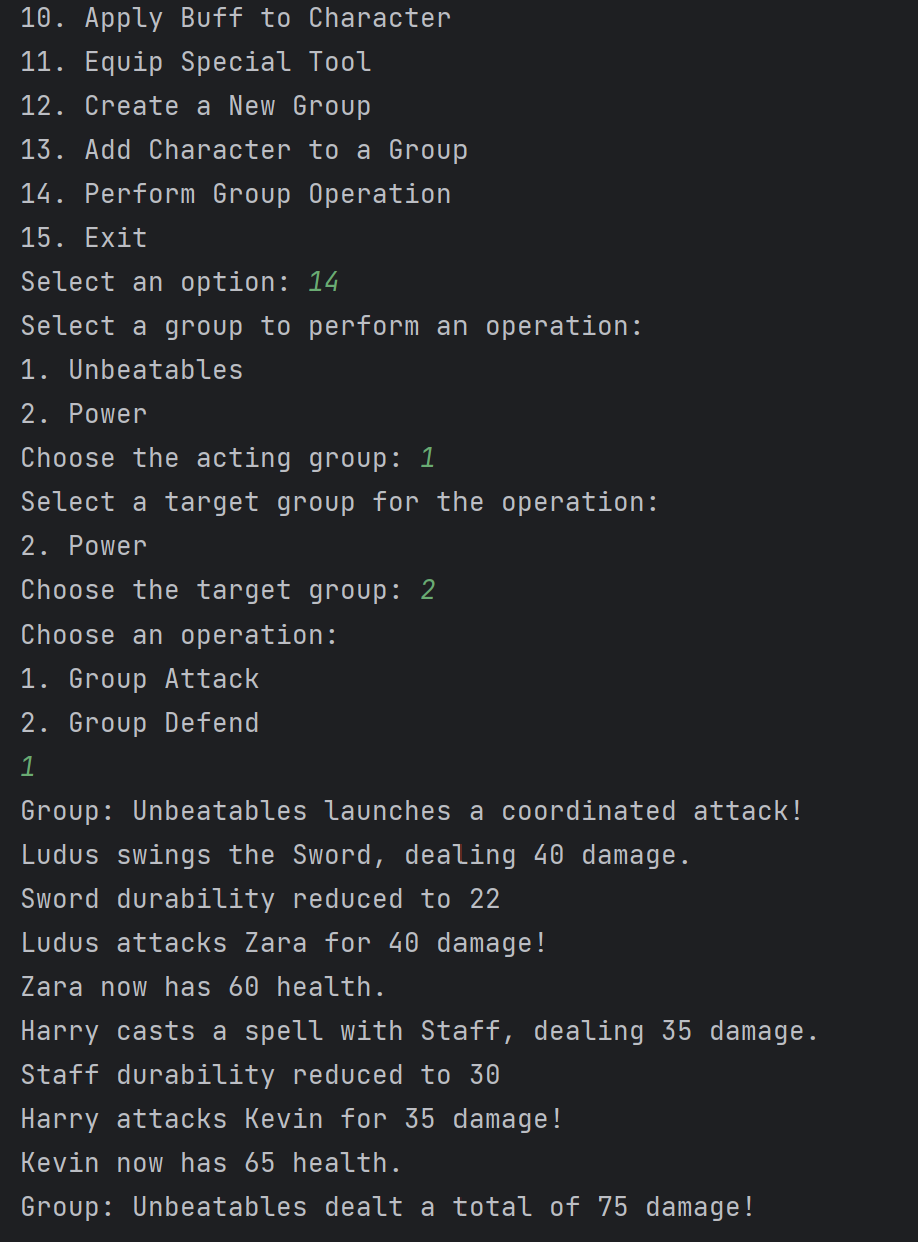 10. Apply Buff to Character
11. Equip Special Tool
12. Create a New Group
13. Add Character to a Group
14. Perform Group Operation
15. Exit
Select an option: 14
Select a group to perform an operation:
1. Unbeatables
2. Power
Choose the acting group: 1
Select a target group for the operation:
2. Power
Choose the target group: 2
Choose an operation:
1. Group Attack
2. Group Defend
1
Group: Unbeatables launches a coordinated attack!
Ludus swings the Sword, dealing 40 damage.
Sword durability reduced to 22
Ludus attacks Zara for 40 damage!
Zara now has 60 health.
Harry casts a spell with Staff, dealing 35 damage.
Staff durability reduced to 30
Harry attacks Kevin for 35 damage!
Kevin now has 65 health.
Group: Unbeatables dealt a total of 75 damage!